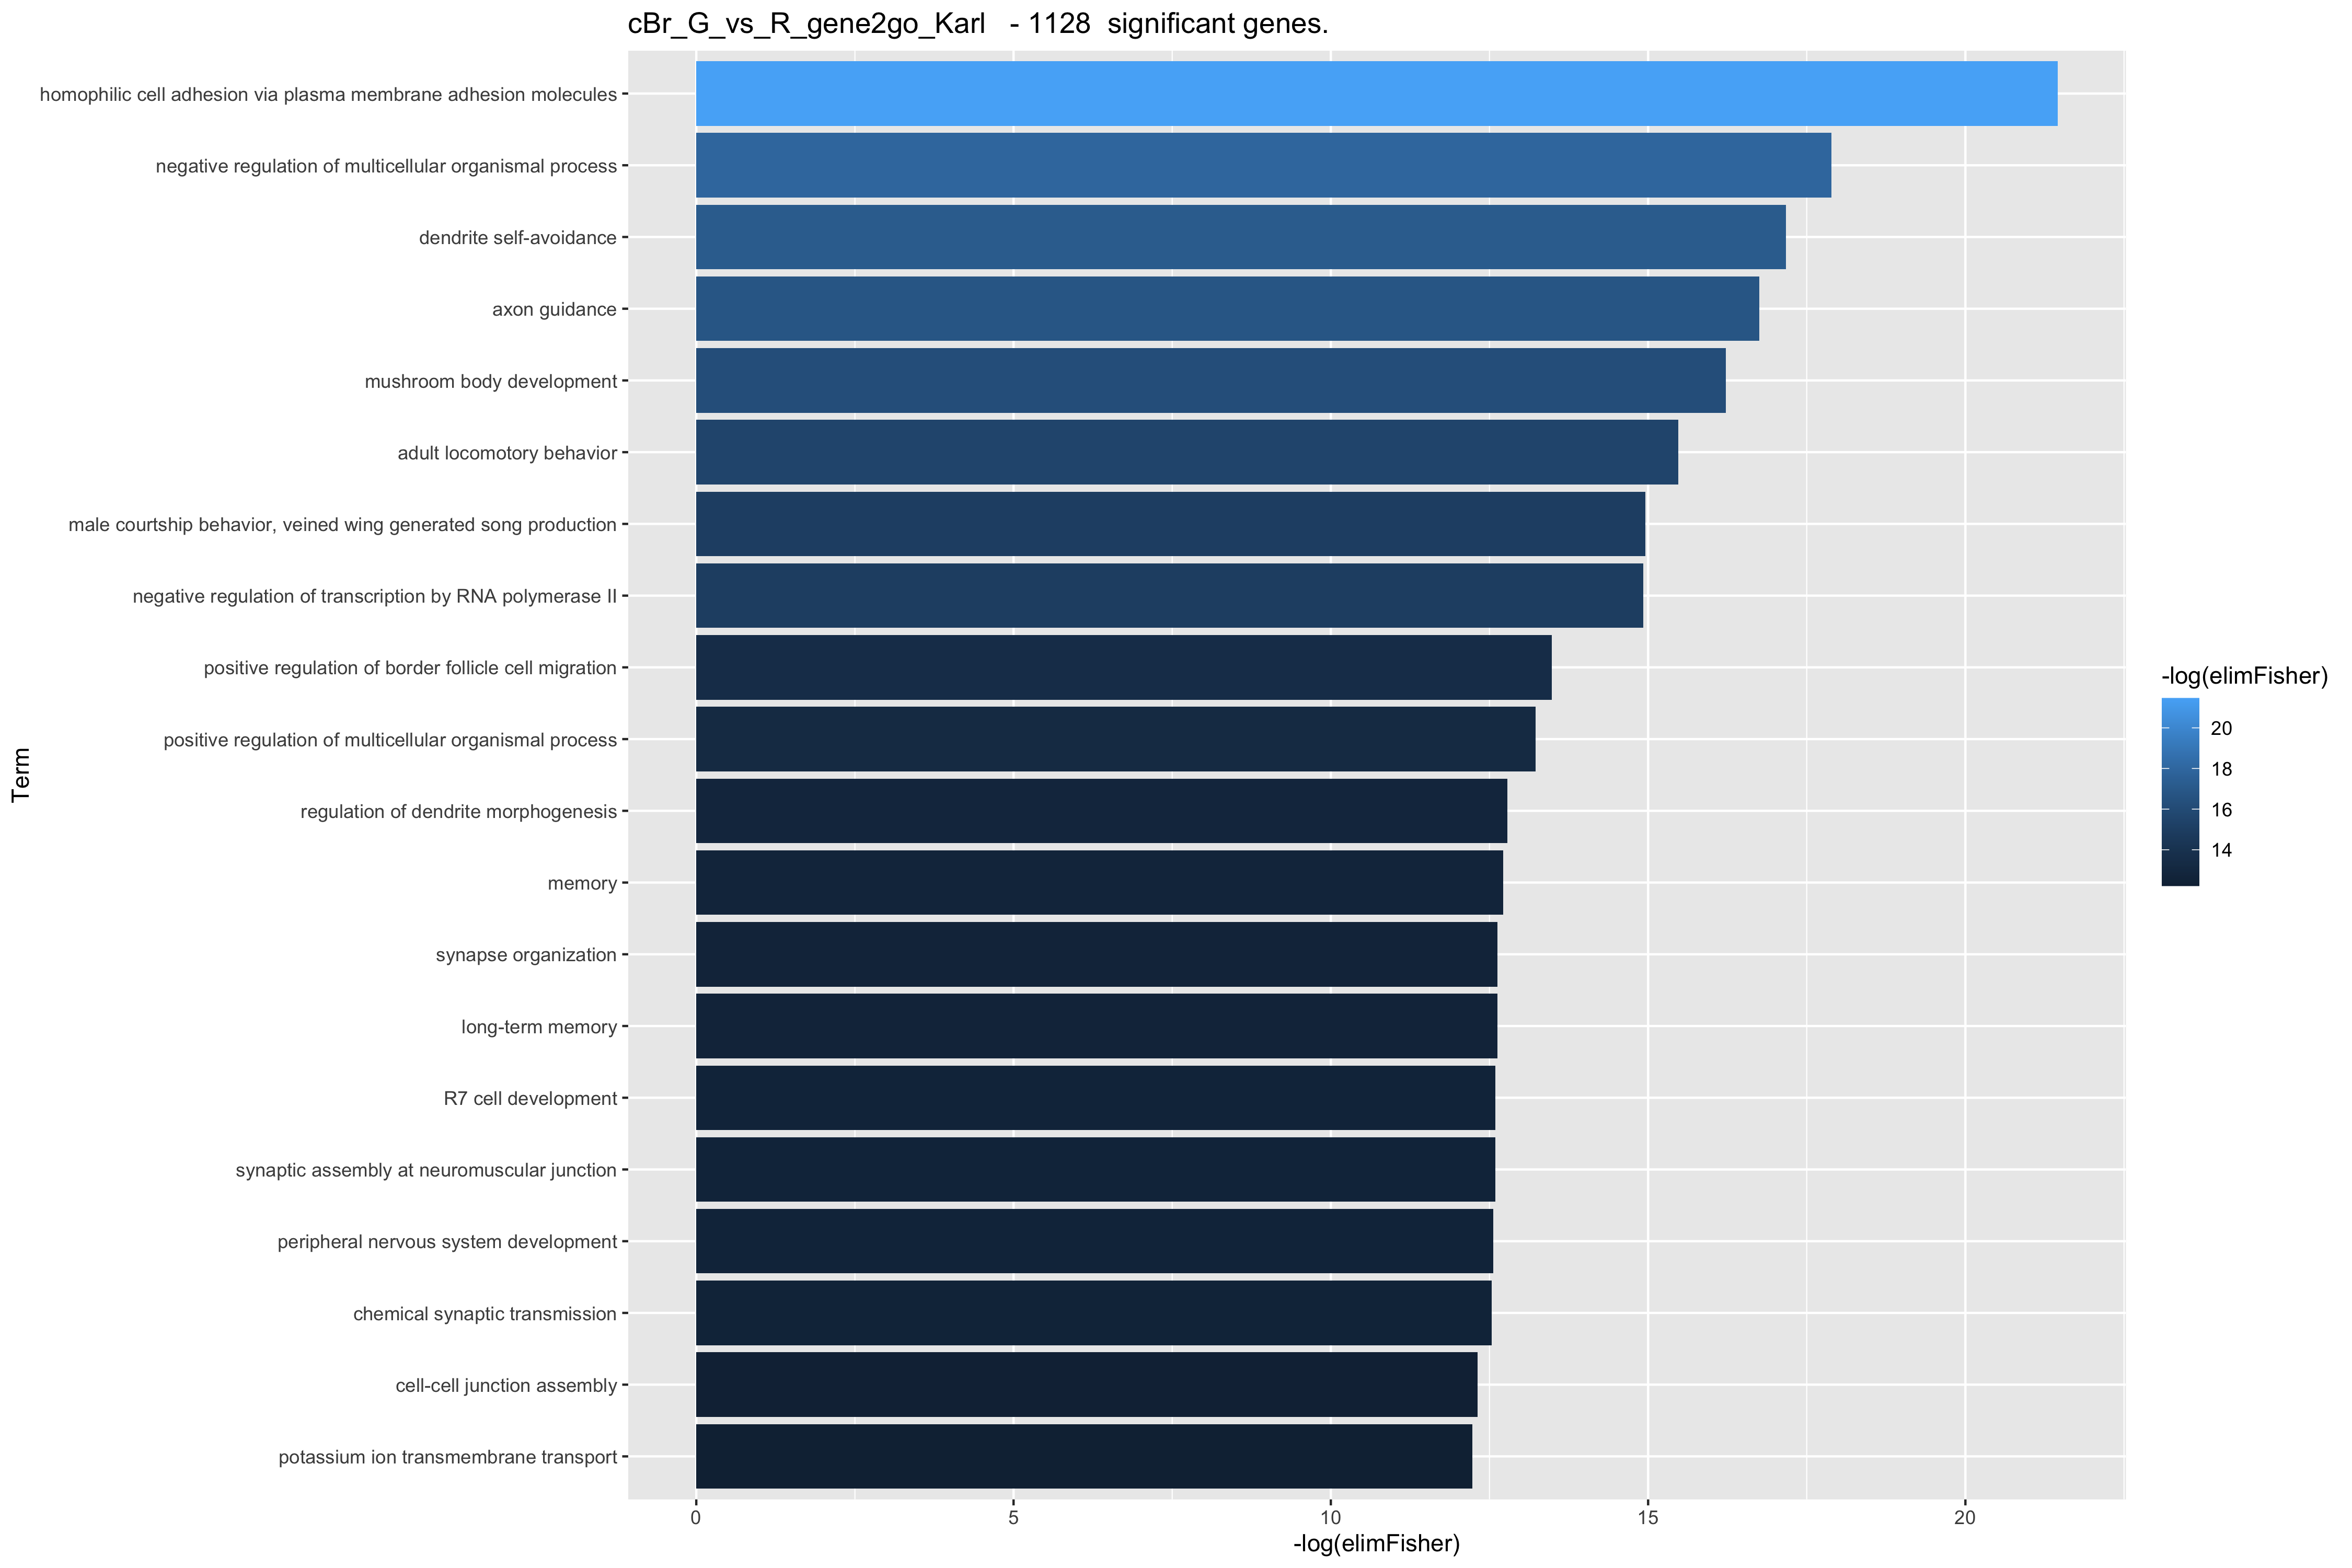 cBr_G_vs_R_gene2go_Karl - 1128 significant genes.
Term
homophilic cell adhesion via plasma membrane adhesion molecules
negative regulation of multicellular organismal process
dendrite self-avoidance
axon guidance
mushroom body development
adult locomotory behavior
male courtship behavior, veined wing generated song production
negative regulation of transcription by RNA polymerase II
positive regulation of border follicle cell migration
positive regulation of multicellular organismal process
regulation of dendrite morphogenesis
memory
synapse organization
long-term memory
R7 cell development
synaptic assembly at neuromuscular junction
peripheral nervous system development
chemical synaptic transmission
cell-cell junction assembly
potassium ion transmembrane transport
0 5 10 15 20
-log(elimFisher)
-log(elimFisher)
20
18
16
14